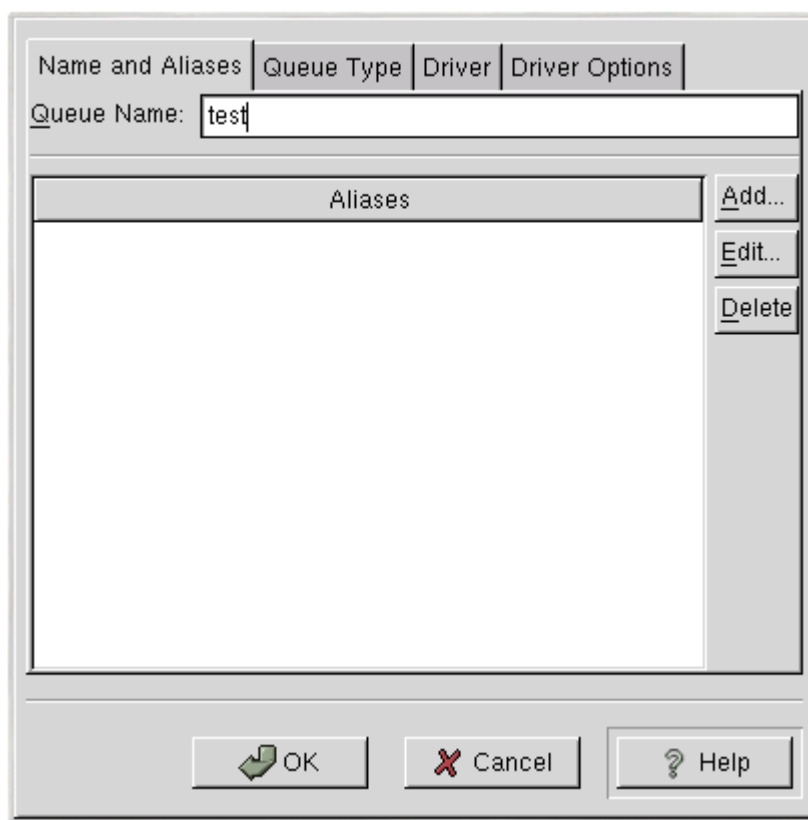 Name and Aliases Queue Type Driver Driver Options
Queue Name: test
Aliases
Add...
Edit...
Delete
OK Cancel Help